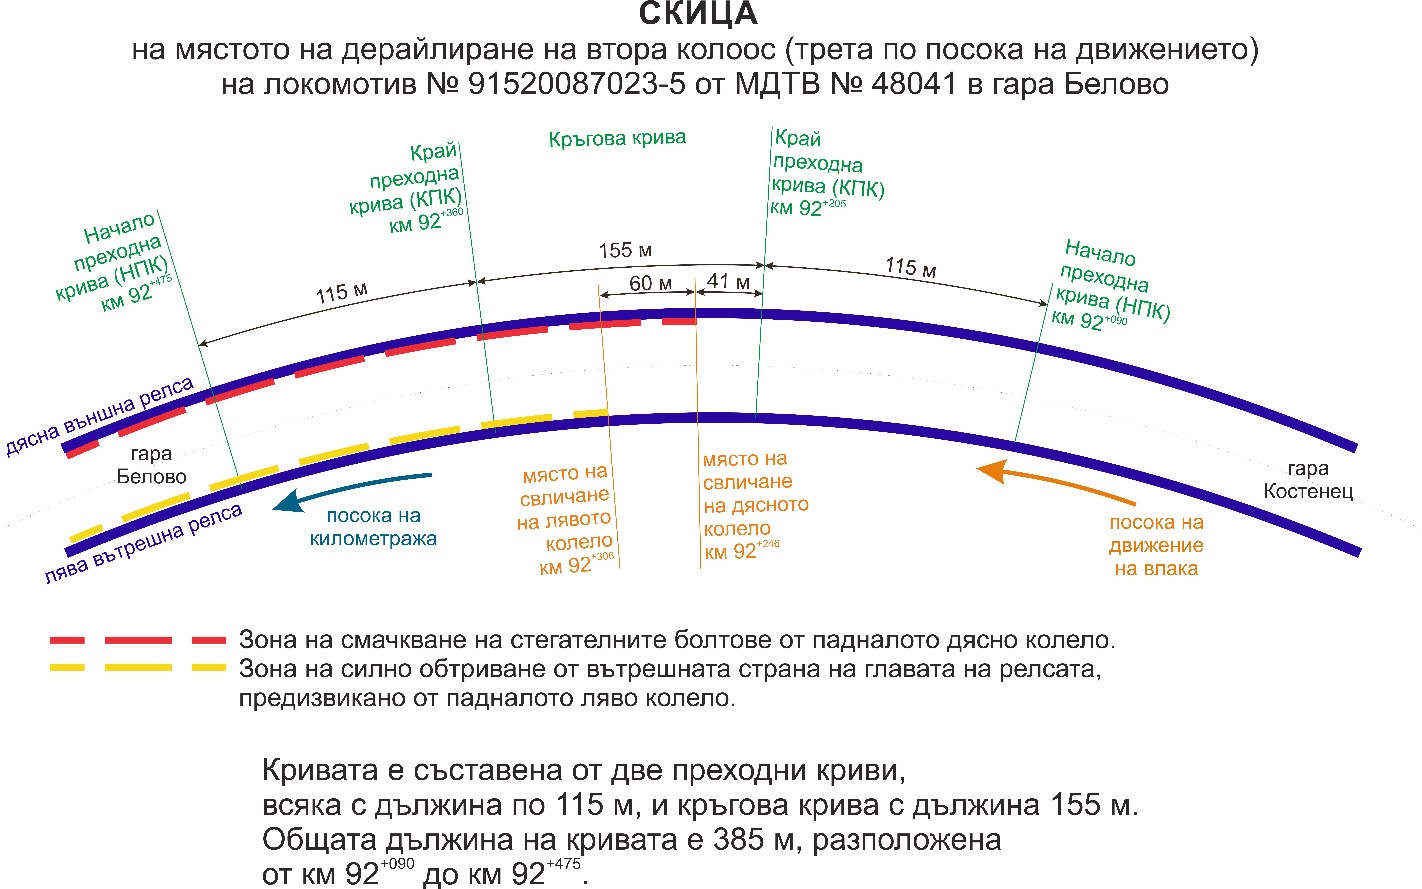 СКИЦА
на мястото на дерайлиране на втора колоос (трета по посока на движението)
на локомотив № 91520087023-5 от МДТВ № 48041 в гара Белово
Начало
преходна
крива (НПК)
км 92+475
Край
преходна
крива (КПК)
км 92+360
Кръгова крива
Край
преходна
крива (КПК)
км 92+205
Начало
преходна
крива (НПК)
км 92+090
115 м
155 м
60 м
41 м
115 м
дясна външна релса
гара
Белово
лява вътрешна релса
посока на
километража
място на
свличане
на лявото
колело
км 92+306
място на
свличане
на дясното
колело
км 92+246
посока на
движение
на влака
гара
Костенец
Зона на смачкване на стегателните болтове от падналото дясно колело.
Зона на силно обтриване от вътрешната страна на главата на релсата,
предизвикано от падналото ляво колело.
Кривата е съставена от две преходни криви,
всяка с дължина по 115 м, и кръгова крива с дължина 155 м.
Общата дължина на кривата е 385 м, разположена
от км 92+090 до км 92+475.